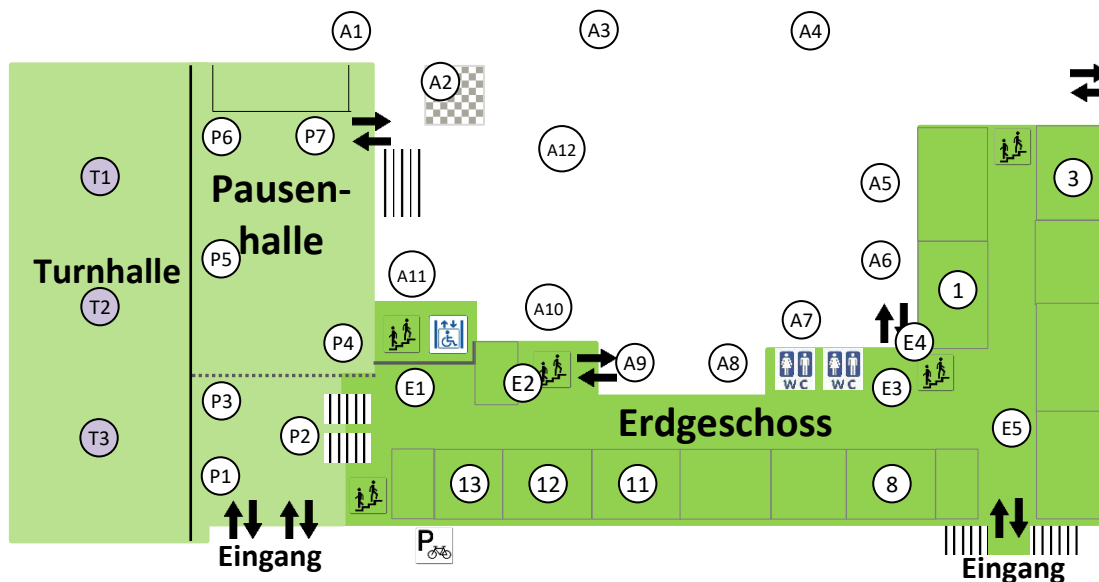 A1
A3
A4
A2
P6
P7
A12
T1
Pausen-
halle
A5
3
P5
Turnhalle
A11
A6
1
T2
A10
A7
P4
E4
A9
A8
WC
WC
E1
E2
E3
P3
Erdgeschoss
E5
T3
P2
P1
13
12
11
8
Eingang
P
Eingang